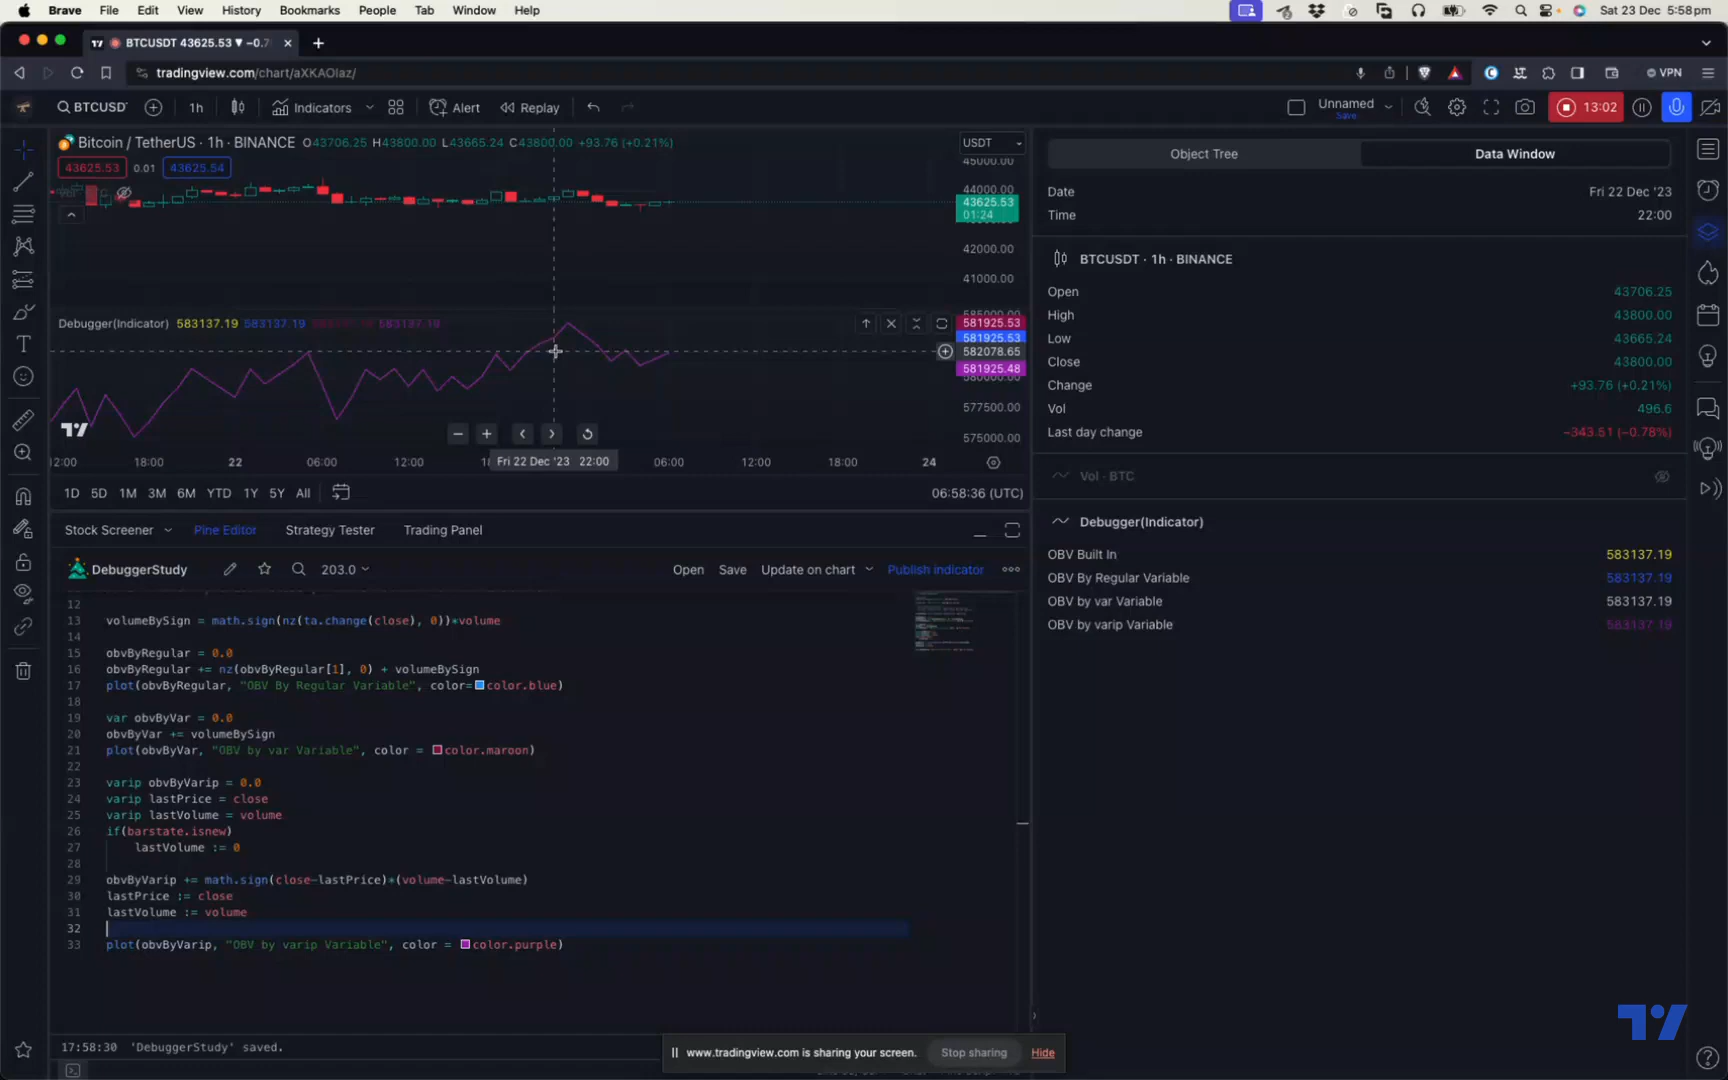 Brave File Edit View History Bookmarks People Tab Window Help Sat 23 Dec 5:58 pm
BTCUSDT 43625.53 ▼ −0.7
tradingview.com/chart/aXKAOlaz/ VPN
BTCUSD 1h Indicators Alert Replay Unnamed 13:02
Save
Bitcoin / TetherUS · 1h · BINANCE O43706.25 H43800.00 L43665.24 C43800.00 +93.76 (+0.21%) USDT
43625.53 0.01 43625.54
45000.00
44000.00
43625.53
01:24
42000.00
41000.00
Debugger(Indicator) 583137.19 583137.19 583137.19 583137.19
581925.53
581925.53
582078.65
581925.48
580000.00
577500.00
575000.00
12:00 18:00 22 06:00 12:00 Fri 22 Dec '23 22:00 06:00 12:00 18:00 24
1D 5D 1M 3M 6M YTD 1Y 5Y All 06:58:36 (UTC)
Object Tree Data Window
Date Fri 22 Dec '23
Time 22:00
BTCUSDT · 1h · BINANCE
Open 43706.25
High 43800.00
Low 43665.24
Close 43800.00
Change +93.76 (+0.21%)
Vol 496.6
Last day change −343.51 (−0.78%)
Vol · BTC
Debugger(Indicator)
OBV Built In 583137.19
OBV By Regular Variable 583137.19
OBV by var Variable 583137.19
OBV by varip Variable 583137.19
Stock Screener Pine Editor Strategy Tester Trading Panel
DebuggerStudy 203.0 Open Save Update on chart Publish indicator
12
13 volumeBySign = math.sign(nz(ta.change(close), 0))*volume
14
15 obvByRegular = 0.0
16 obvByRegular += nz(obvByRegular[1], 0) + volumeBySign
17 plot(obvByRegular, "OBV By Regular Variable", color=color.blue)
18
19 var obvByVar = 0.0
20 obvByVar += volumeBySign
21 plot(obvByVar, "OBV by var Variable", color = color.maroon)
22
23 varip obvByVarip = 0.0
24 varip lastPrice = close
25 varip lastVolume = volume
26 if(barstate.isnew)
27 lastVolume := 0
28
29 obvByVarip += math.sign(close-lastPrice)*(volume-lastVolume)
30 lastPrice := close
31 lastVolume := volume
32
33 plot(obvByVarip, "OBV by varip Variable", color = color.purple)
17:58:30 'DebuggerStudy' saved.
www.tradingview.com is sharing your screen. Stop sharing Hide